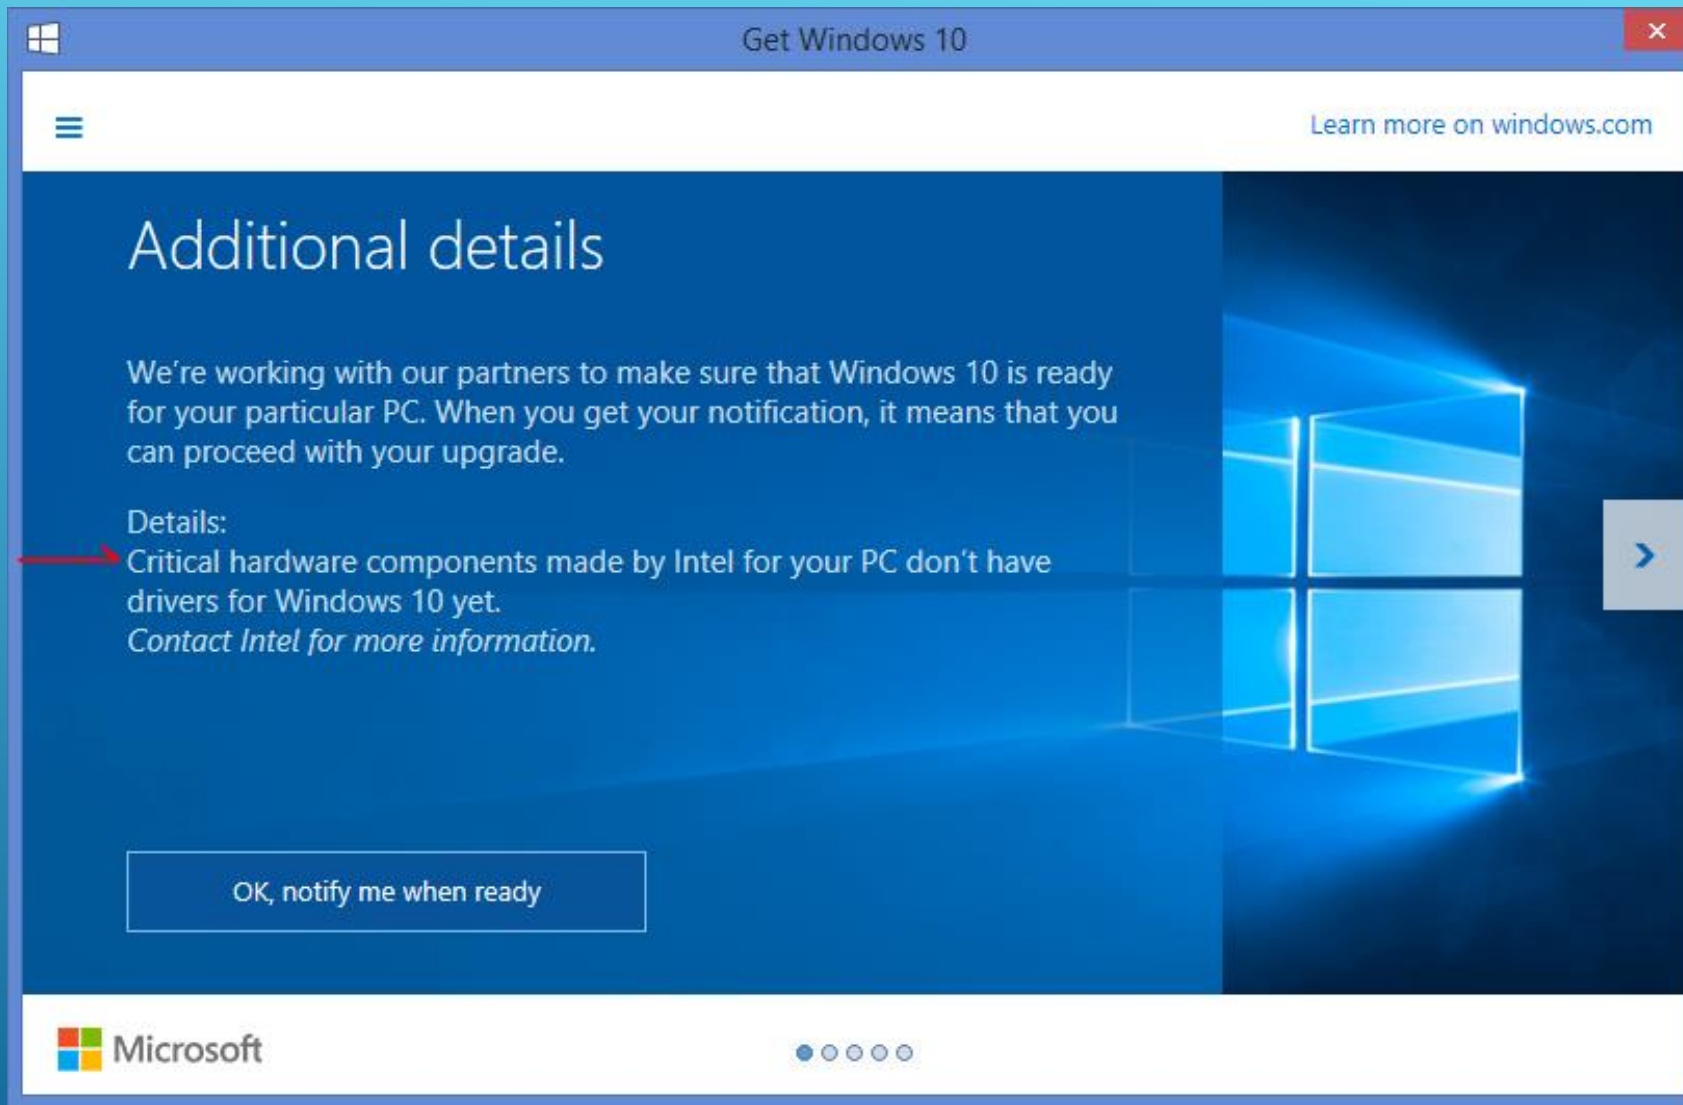 Get Windows 10
Learn more on windows.com
Additional details
We're working with our partners to make sure that Windows 10 is ready
for your particular PC. When you get your notification, it means that you
can proceed with your upgrade.
Details:
Critical hardware components made by Intel for your PC don't have
drivers for Windows 10 yet.
Contact Intel for more information.
OK, notify me when ready
Microsoft